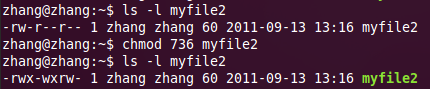 zhang@zhang:~$ ls -l myfile2
-rw-r--r-- 1 zhang zhang 60 2011-09-13 13:16 myfile2
zhang@zhang:~$ chmod 736 myfile2
zhang@zhang:~$ ls -l myfile2
-rwx-wxrw- 1 zhang zhang 60 2011-09-13 13:16 myfile2